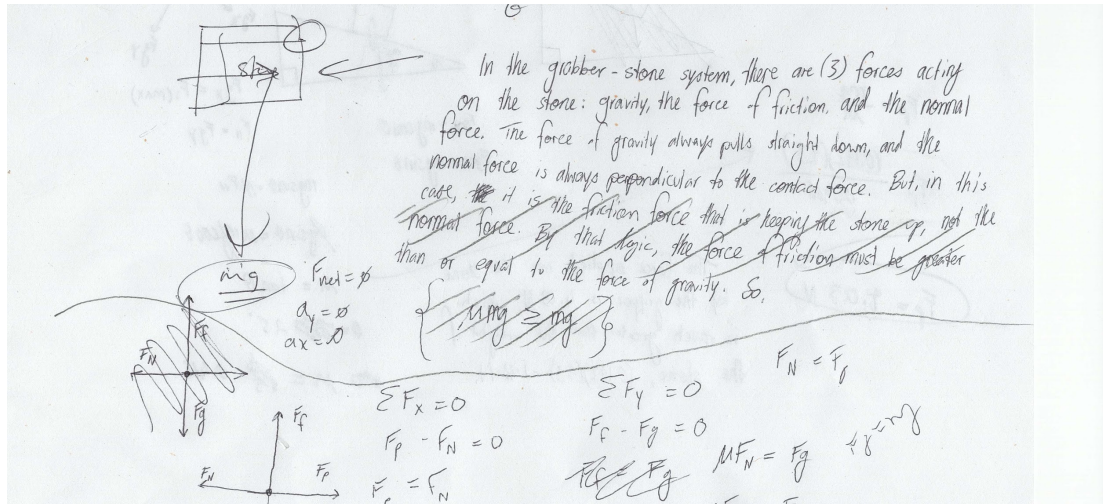 In the grabber-stone system, there are (3) forces acting
on the stone: gravity, the force of friction, and the normal
force. The force of gravity always pulls straight down, and the
normal force is always perpendicular to the contact force. But, in this
case, it is the friction force that is keeping the stone up, not the
normal force. By that logic, the force of friction must be greater
than or equal to the force of gravity. So,
{ μmg ≥ mg }
mg
Fnet = 0
ay = 0
ax = 0
Ff
FN
Fg
ΣFx = 0
Fp - FN = 0
Fp = FN
ΣFy = 0
Ff - Fg = 0
Ff = Fg
μFN = Fg
Ff
FN
Fp